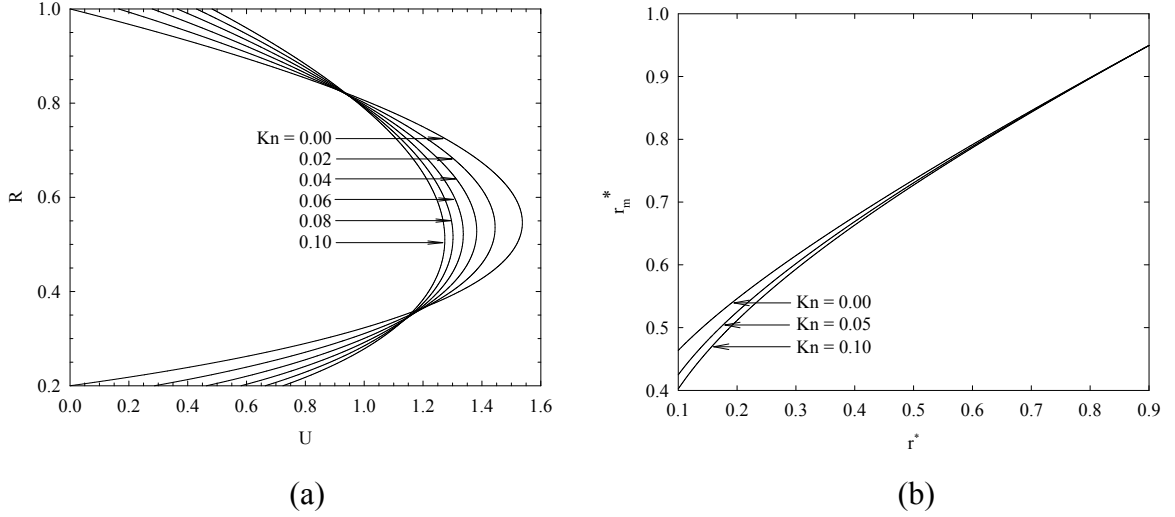 1.0
0.8
0.6
0.4
0.2
R
Kn = 0.00
0.02
0.04
0.06
0.08
0.10
0.0 0.2 0.4 0.6 0.8 1.0 1.2 1.4 1.6
U
(a)
1.0
0.9
0.8
0.7
0.6
0.5
0.4
r_m*
Kn = 0.00
Kn = 0.05
Kn = 0.10
0.1 0.2 0.3 0.4 0.5 0.6 0.7 0.8 0.9
r*
(b)